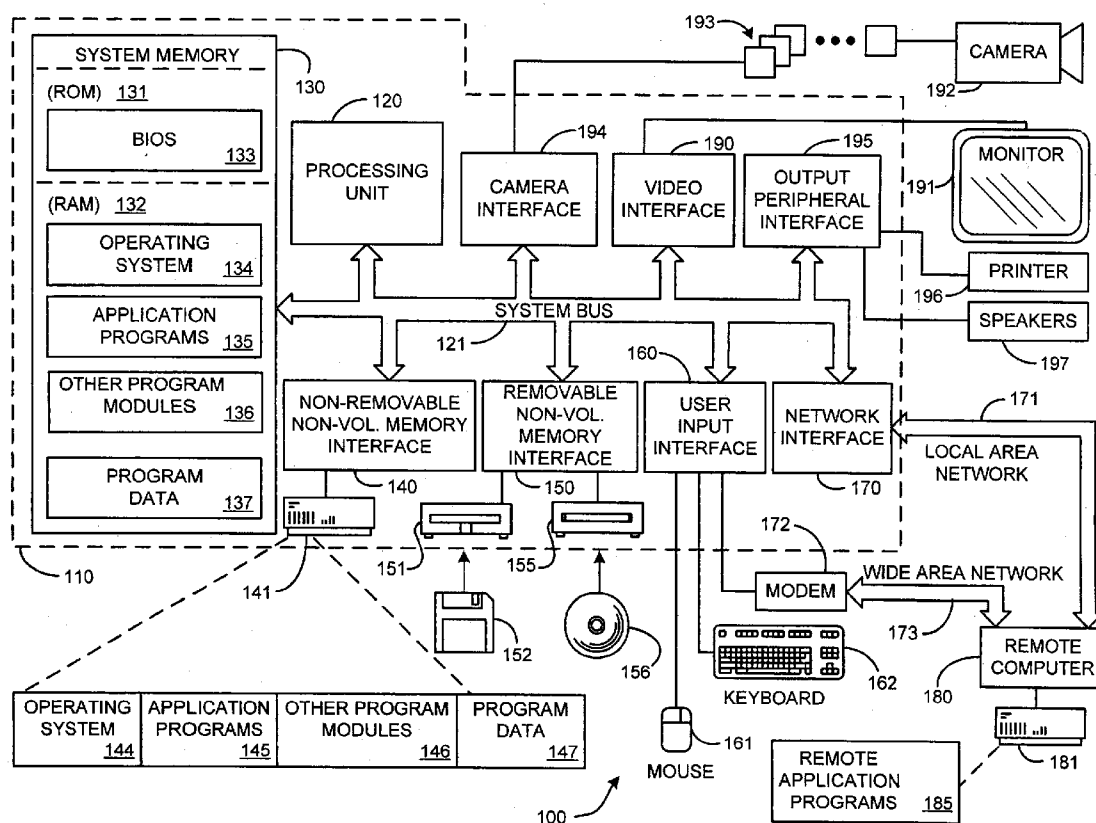 SYSTEM MEMORY
130
(ROM) 131
BIOS
133
(RAM) 132
OPERATING
SYSTEM 134
APPLICATION
PROGRAMS
135
OTHER PROGRAM
MODULES 136
PROGRAM
DATA 137
110
120
PROCESSING
UNIT
194
CAMERA
INTERFACE
190
VIDEO
INTERFACE
195
OUTPUT
PERIPHERAL
INTERFACE
193
CAMERA
192
MONITOR
191
PRINTER
196
SPEAKERS
197
SYSTEM BUS
121
NON-REMOVABLE
NON-VOL. MEMORY
INTERFACE
140
REMOVABLE
NON-VOL.
MEMORY
INTERFACE
150
160
USER
INPUT
INTERFACE
NETWORK
INTERFACE
170
171
LOCAL AREA
NETWORK
141
151
155
152
156
172
MODEM
WIDE AREA NETWORK
173
REMOTE
COMPUTER
180
181
KEYBOARD
162
MOUSE
161
OPERATING
SYSTEM
144
APPLICATION
PROGRAMS
145
OTHER PROGRAM
MODULES
146
PROGRAM
DATA
147
REMOTE
APPLICATION
PROGRAMS 185
100